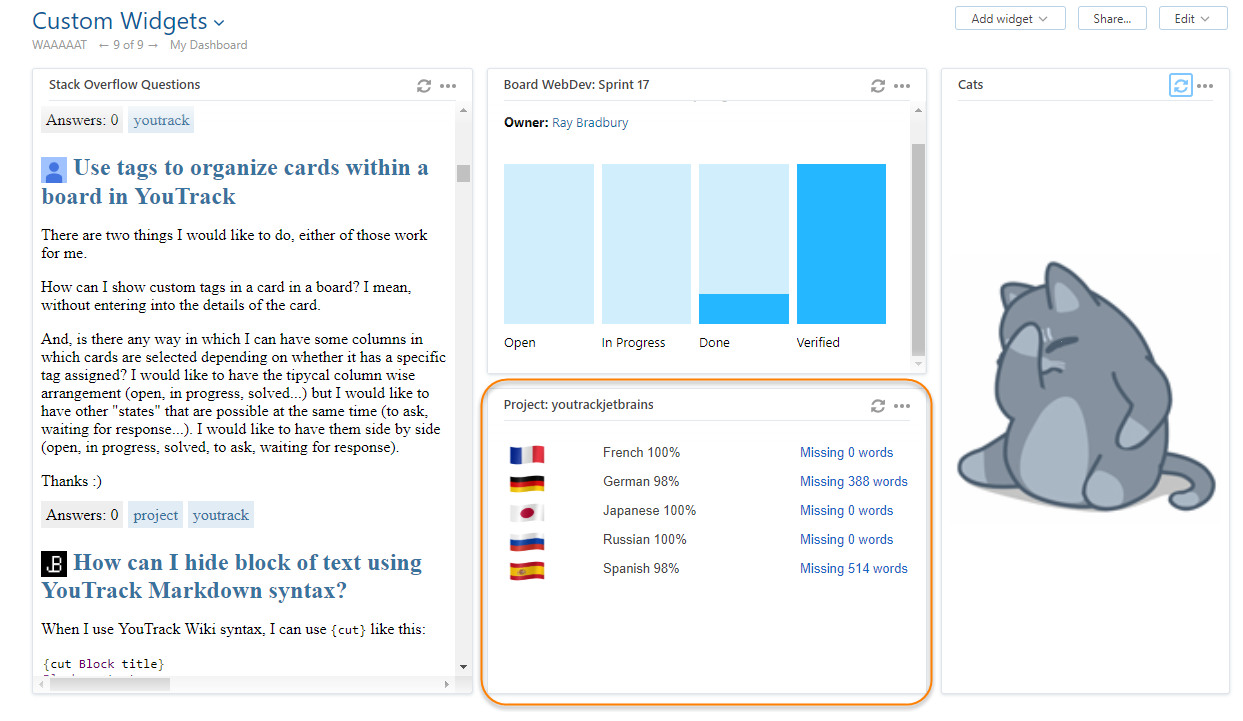 Custom Widgets
WAAAAAT ← 9 of 9 → My Dashboard
Add widget
Share...
Edit
Stack Overflow Questions
Answers: 0 youtrack
Use tags to organize cards within a
board in YouTrack
There are two things I would like to do, either of those work
for me.
How can I show custom tags in a card in a board? I mean,
without entering into the details of the card.
And, is there any way in which I can have some columns in
which cards are selected depending on whether it has a specific
tag assigned? I would like to have the tipycal column wise
arrangement (open, in progress, solved...) but I would like to
have other "states" that are possible at the same time (to ask,
waiting for response...). I would like to have them side by side
(open, in progress, solved, to ask, waiting for response).
Thanks :)
Answers: 0 project youtrack
JB How can I hide block of text using
YouTrack Markdown syntax?
When I use YouTrack Wiki syntax, I can use {cut} like this:
{cut Block title}
Board WebDev: Sprint 17
Owner: Ray Bradbury
Open In Progress Done Verified
Project: youtrackjetbrains
French 100% Missing 0 words
German 98% Missing 388 words
Japanese 100% Missing 0 words
Russian 100% Missing 0 words
Spanish 98% Missing 514 words
Cats